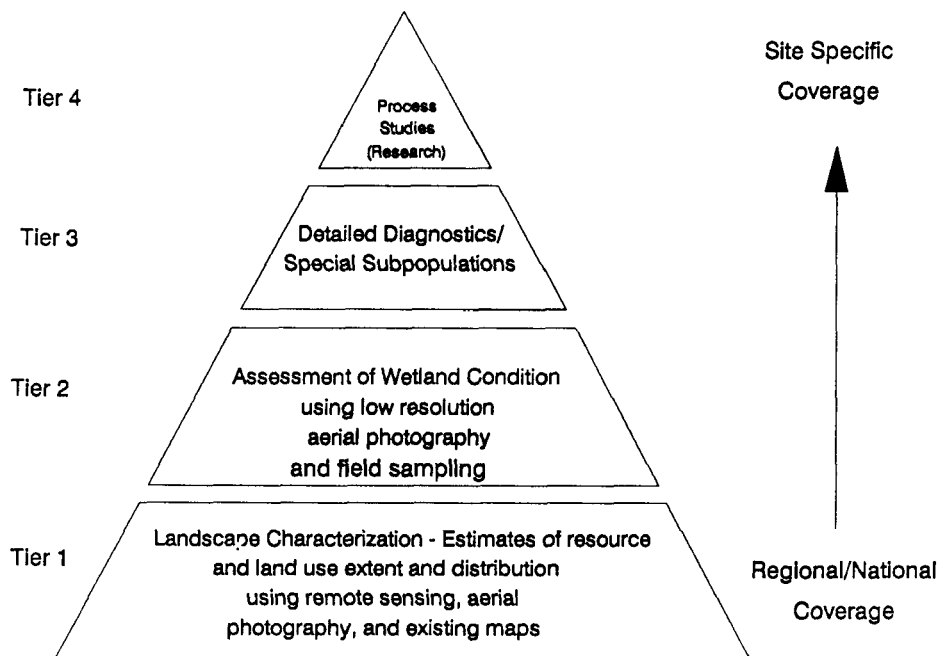 Tier 4
Process
Studies
(Research)
Site Specific
Coverage
Tier 3
Detailed Diagnostics/
Special Subpopulations
Tier 2
Assessment of Wetland Condition
using low resolution
aerial photography
and field sampling
Tier 1
Landscape Characterization - Estimates of resource
and land use extent and distribution
using remote sensing, aerial
photography, and existing maps
Regional/National
Coverage